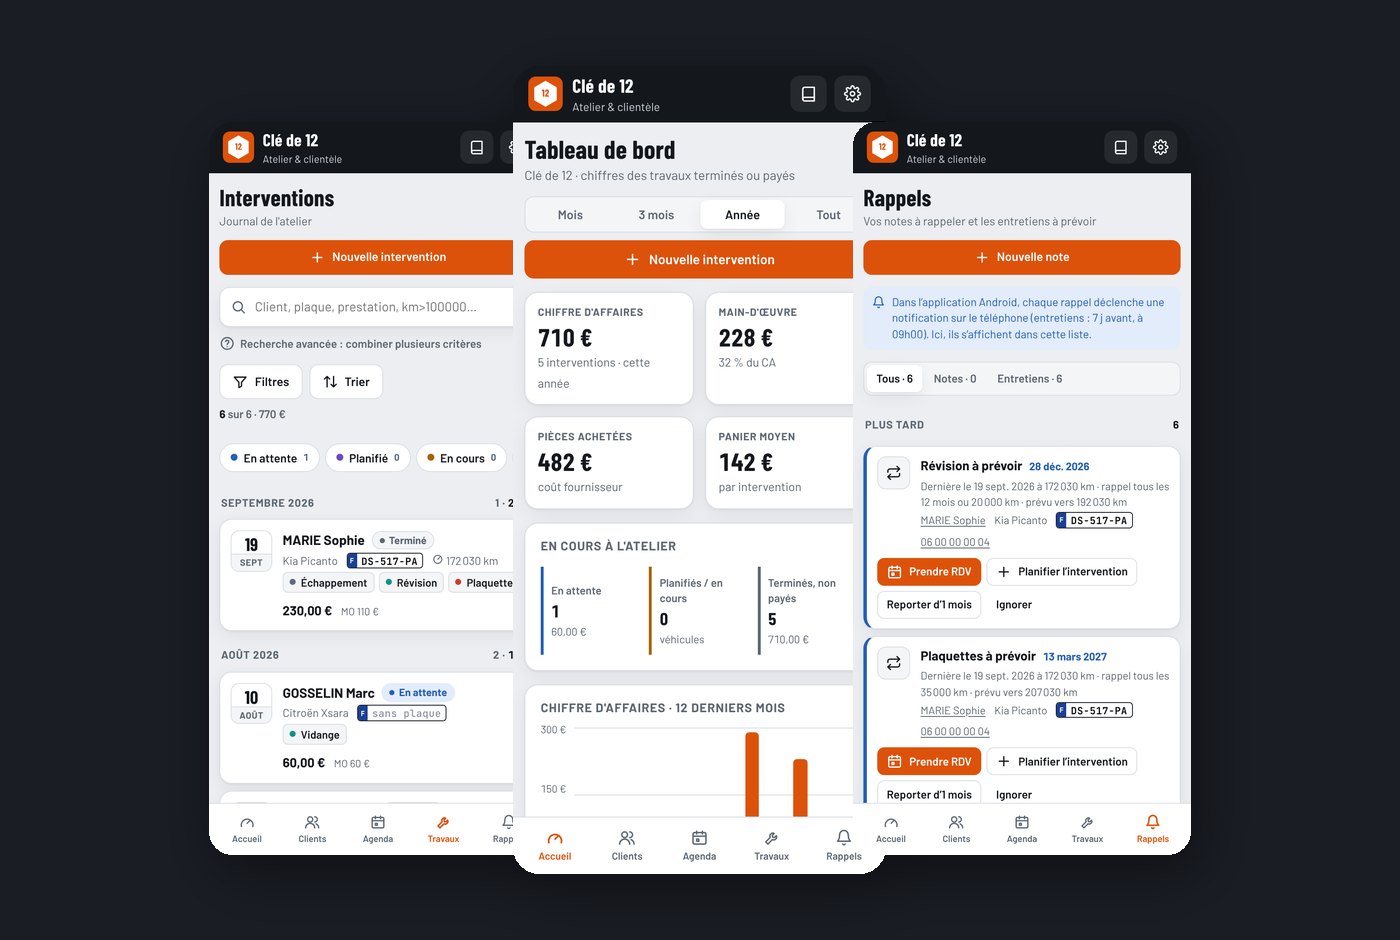 12
Clé de 12
Atelier & clientèle
Interventions
Journal de l'atelier
Nouvelle intervention
Client, plaque, prestation, km>100000...
Recherche avancée : combiner plusieurs critères
Filtres
Trier
6 sur 6 · 770 €
En attente 1
Planifié 0
En cours 0
SEPTEMBRE 2026
1 · 2
19
SEPT
MARIE Sophie
Terminé
Kia Picanto
F DS-517-PA
172 030 km
Échappement
Révision
Plaquette
230,00 €
MO 110 €
AOÛT 2026
2 · 1
10
AOÛT
GOSSELIN Marc
En attente
Citroën Xsara
F sans plaque
Vidange
60,00 €
MO 60 €
Accueil
Clients
Agenda
Travaux
Rapp
12
Clé de 12
Atelier & clientèle
Tableau de bord
Clé de 12 · chiffres des travaux terminés ou payés
Mois
3 mois
Année
Tout
Nouvelle intervention
CHIFFRE D'AFFAIRES
710 €
5 interventions · cette
année
MAIN-D'ŒUVRE
228 €
32 % du CA
PIÈCES ACHETÉES
482 €
coût fournisseur
PANIER MOYEN
142 €
par intervention
EN COURS À L'ATELIER
En attente
1
60,00 €
Planifiés / en
cours
0
véhicules
Terminés, non
payés
5
710,00 €
CHIFFRE D'AFFAIRES · 12 DERNIERS MOIS
300 €
150 €
Accueil
Clients
Agenda
Travaux
Rappels
12
Clé de 12
Atelier & clientèle
Rappels
Vos notes à rappeler et les entretiens à prévoir
Nouvelle note
Dans l'application Android, chaque rappel déclenche une
notification sur le téléphone (entretiens : 7 j avant, à
09h00). Ici, ils s'affichent dans cette liste.
Tous · 6
Notes · 0
Entretiens · 6
PLUS TARD
6
Révision à prévoir
28 déc. 2026
Dernière le 19 sept. 2026 à 172 030 km · rappel tous les
12 mois ou 20 000 km · prévu vers 192 030 km
MARIE Sophie
Kia Picanto
F DS-517-PA
06 00 00 00 04
Prendre RDV
Planifier l'intervention
Reporter d'1 mois
Ignorer
Plaquettes à prévoir
13 mars 2027
Dernière le 19 sept. 2026 à 172 030 km · rappel tous les
35 000 km · prévu vers 207 030 km
MARIE Sophie
Kia Picanto
F DS-517-PA
06 00 00 00 04
Prendre RDV
Planifier l'intervention
Reporter d'1 mois
Ignorer
Accueil
Clients
Agenda
Travaux
Rappels